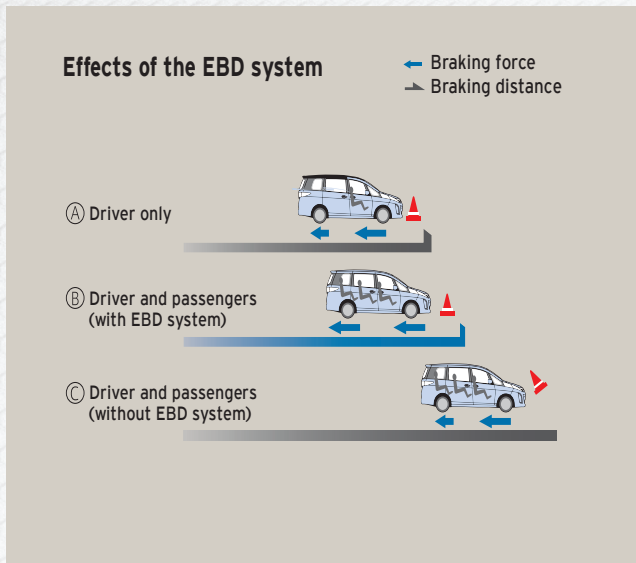 Effects of the EBD system
Braking force
Braking distance
Ⓐ Driver only
Ⓑ Driver and passengers
(with EBD system)
Ⓒ Driver and passengers
(without EBD system)